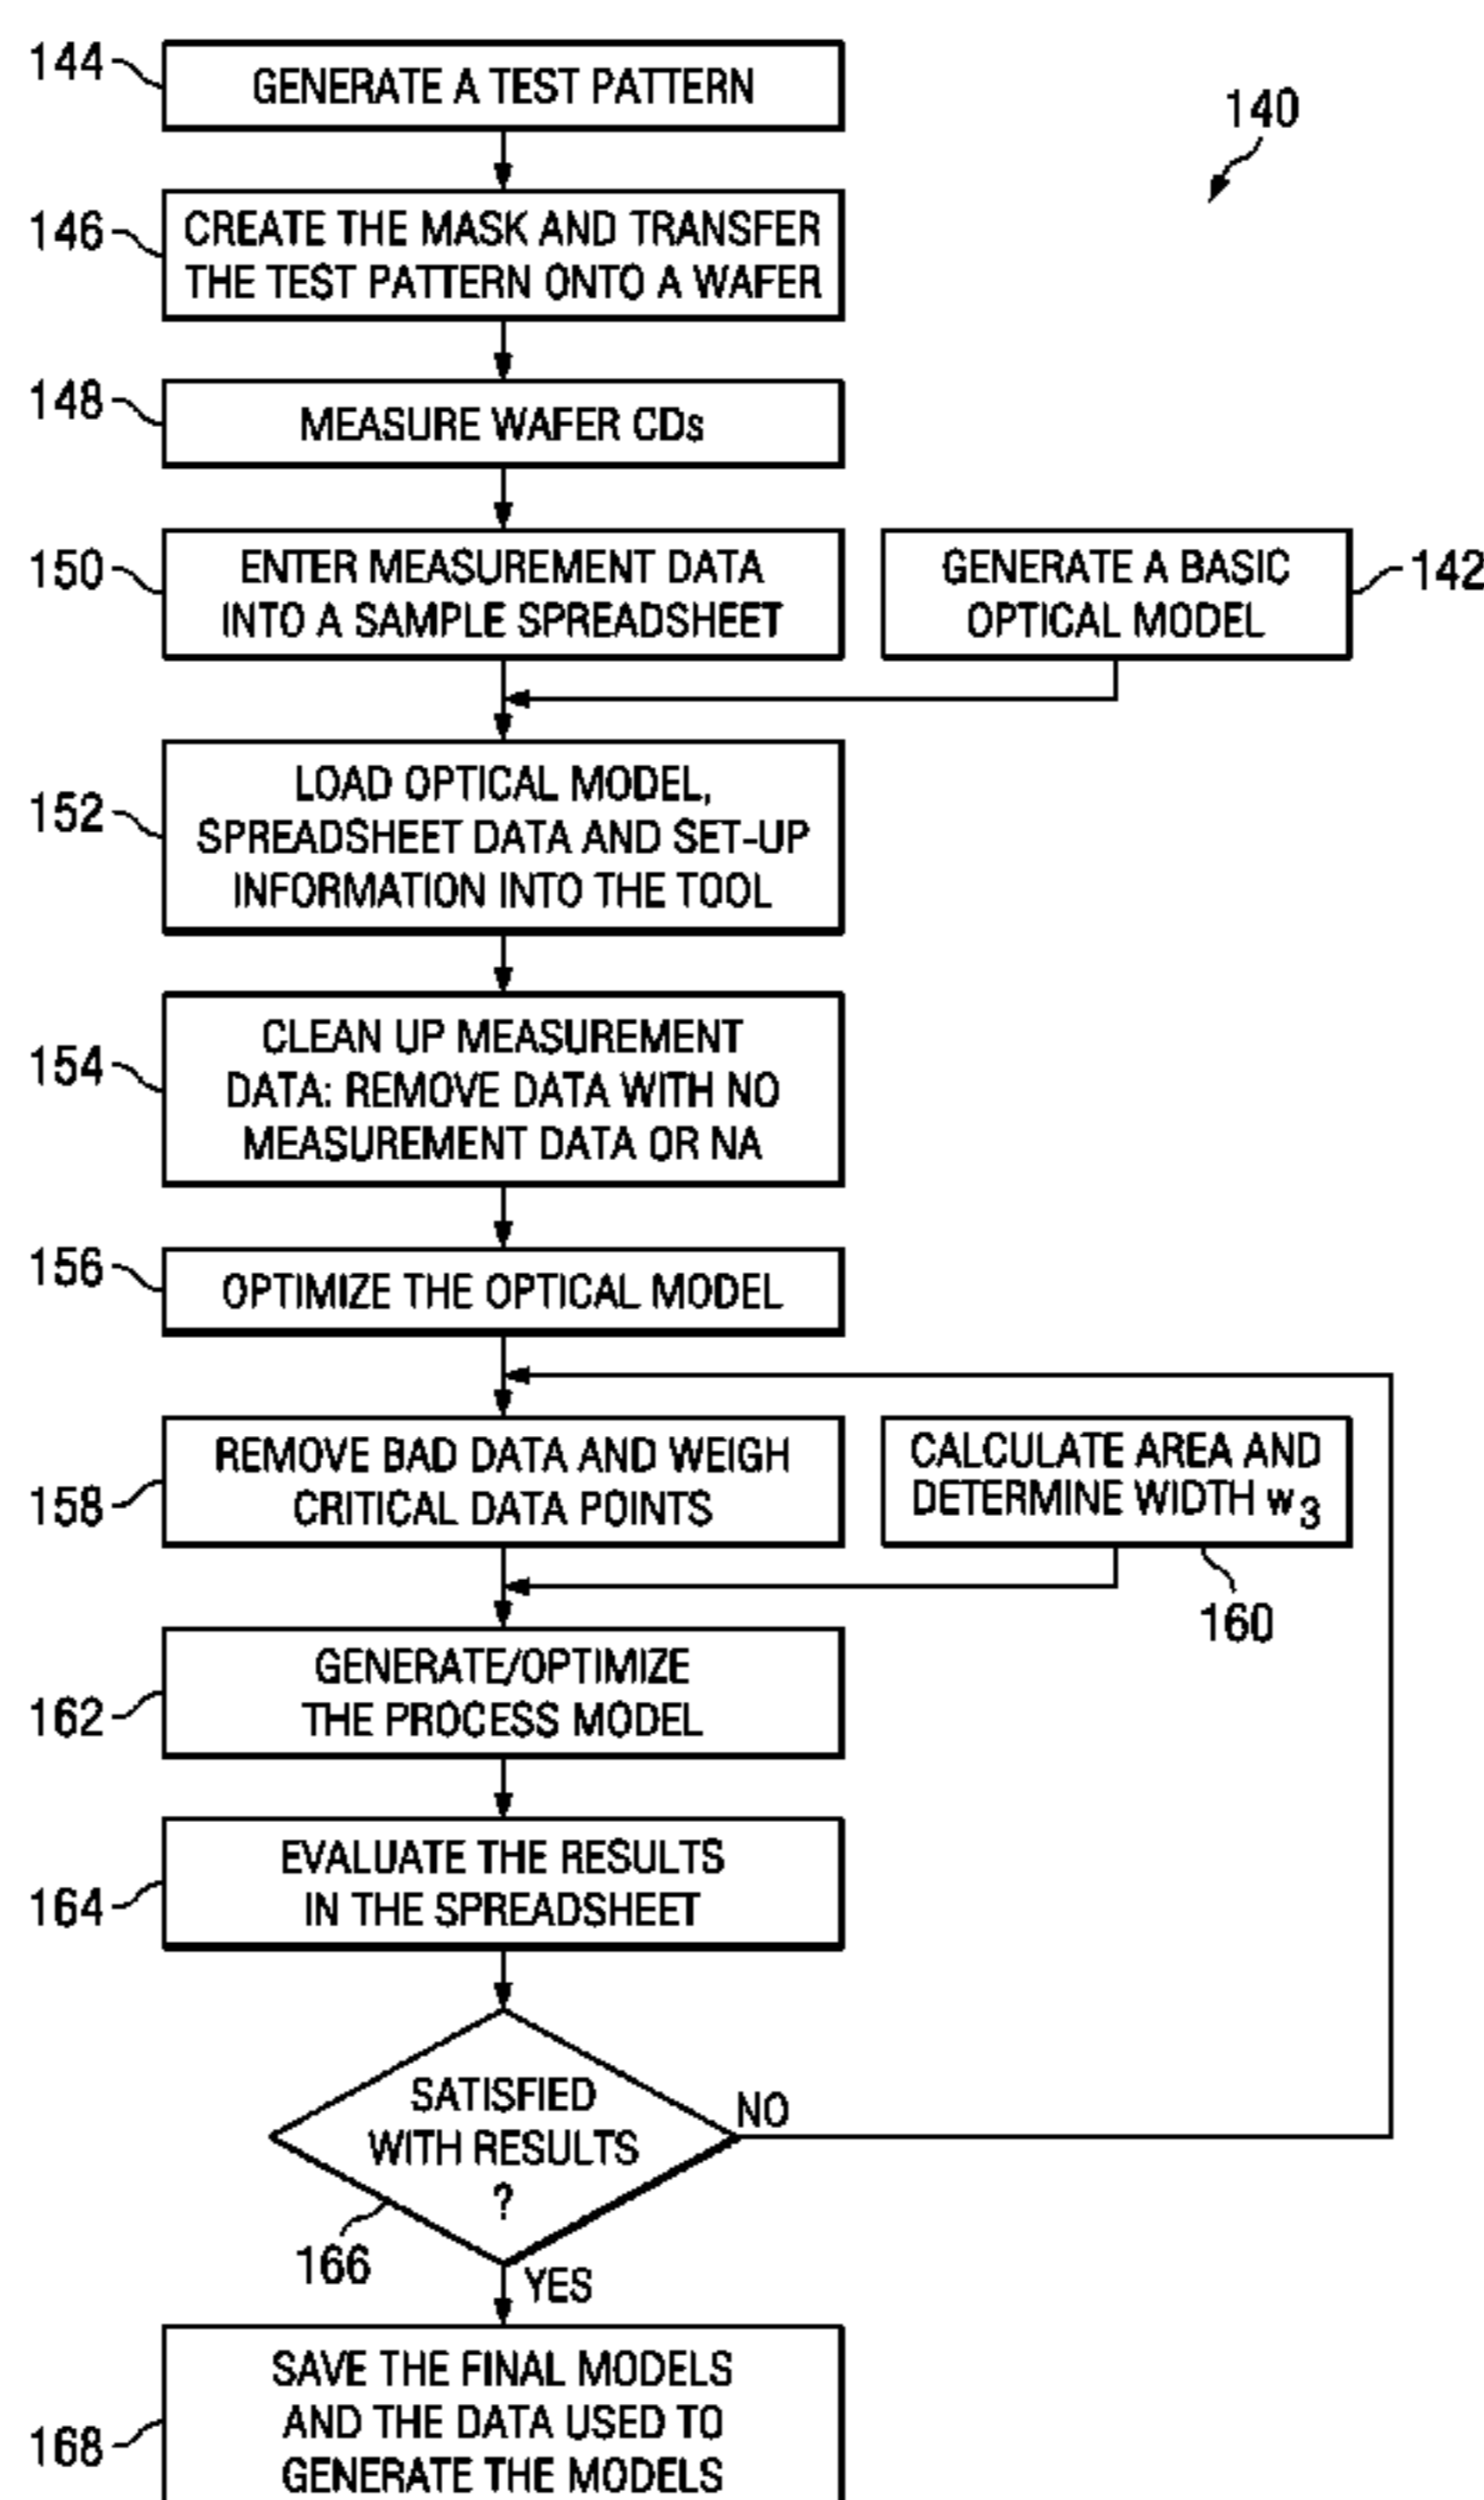 144
GENERATE A TEST PATTERN
140
146
CREATE THE MASK AND TRANSFER
THE TEST PATTERN ONTO A WAFER
148
MEASURE WAFER CDs
150
ENTER MEASUREMENT DATA
INTO A SAMPLE SPREADSHEET
GENERATE A BASIC
OPTICAL MODEL
142
152
LOAD OPTICAL MODEL,
SPREADSHEET DATA AND SET-UP
INFORMATION INTO THE TOOL
154
CLEAN UP MEASUREMENT
DATA: REMOVE DATA WITH NO
MEASUREMENT DATA OR NA
156
OPTIMIZE THE OPTICAL MODEL
158
REMOVE BAD DATA AND WEIGH
CRITICAL DATA POINTS
CALCULATE AREA AND
DETERMINE WIDTH w3
160
162
GENERATE/OPTIMIZE
THE PROCESS MODEL
164
EVALUATE THE RESULTS
IN THE SPREADSHEET
SATISFIED
WITH RESULTS
?
NO
166
YES
168
SAVE THE FINAL MODELS
AND THE DATA USED TO
GENERATE THE MODELS